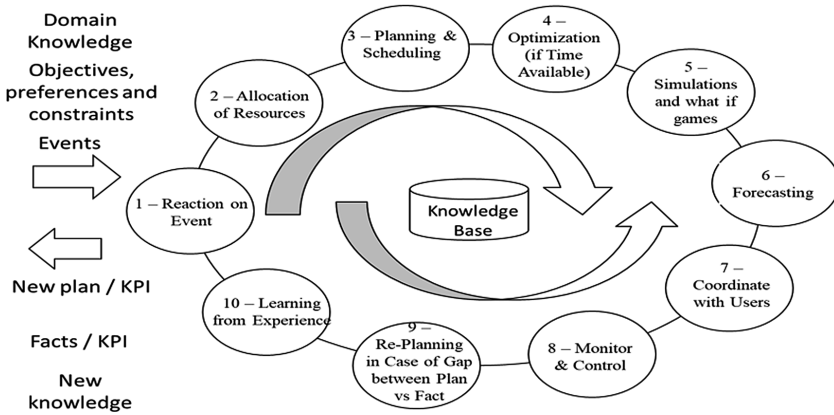 Domain
Knowledge
Objectives,
preferences and
constraints
Events
New plan / KPI
Facts / KPI
New
knowledge
1 – Reaction on
Event
2 – Allocation
of Resources
3 – Planning &
Scheduling
4 –
Optimization
(if Time
Available)
5 –
Simulations
and what if
games
6 –
Forecasting
7 –
Coordinate
with Users
8 – Monitor
& Control
9 –
Re-Planning
in Case of Gap
between Plan
vs Fact
10 – Learning
from Experience
Knowledge
Base